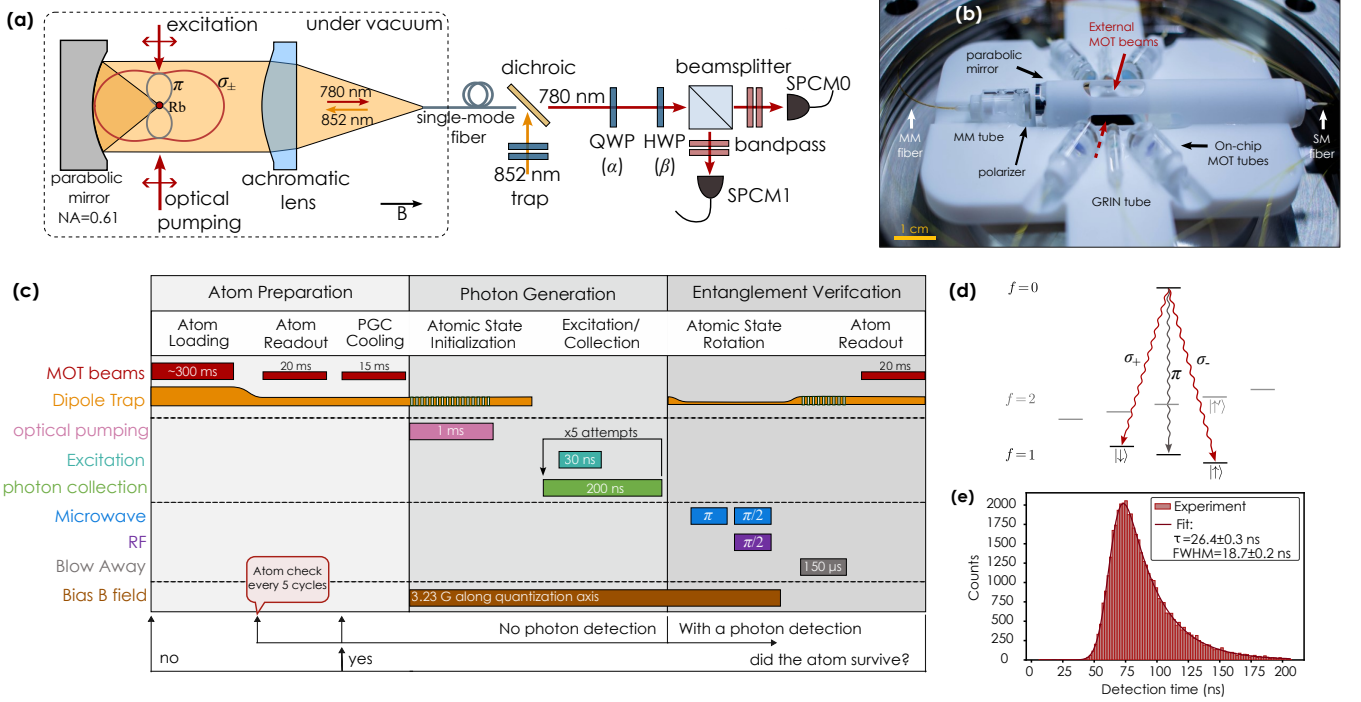 (a)
excitation
under vacuum
π
σ±
Rb
780 nm
852 nm
parabolic
mirror
NA=0.61
optical
pumping
achromatic
lens
B
single-mode
fiber
dichroic
780 nm
852 nm
trap
QWP
(α)
HWP
(β)
beamsplitter
SPCM0
bandpass
SPCM1
(b)
External
MOT beams
parabolic
mirror
MM
fiber
MM tube
polarizer
GRIN tube
On-chip
MOT tubes
SM
fiber
1 cm
(c)
Atom Preparation
Photon Generation
Entanglement Verifcation
Atom
Loading
Atom
Readout
PGC
Cooling
Atomic State
Initialization
Excitation/
Collection
Atomic State
Rotation
Atom
Readout
MOT beams
~300 ms
20 ms
15 ms
20 ms
Dipole Trap
optical pumping
1 ms
x5 attempts
Excitation
30 ns
photon collection
200 ns
Microwave
π
π/2
RF
π/2
Blow Away
150 µs
Atom check
every 5 cycles
Bias B field
3.23 G along quantization axis
No photon detection
With a photon detection
no
yes
did the atom survive?
(d)
f=0
σ+
π
σ-
f=2
|↑′⟩
f=1
|↓⟩
|↑⟩
(e)
Counts
2000
1750
1500
1250
1000
750
500
250
0
Experiment
Fit:
τ=26.4±0.3 ns
FWHM=18.7±0.2 ns
0
25
50
75
100
125
150
175
200
Detection time (ns)